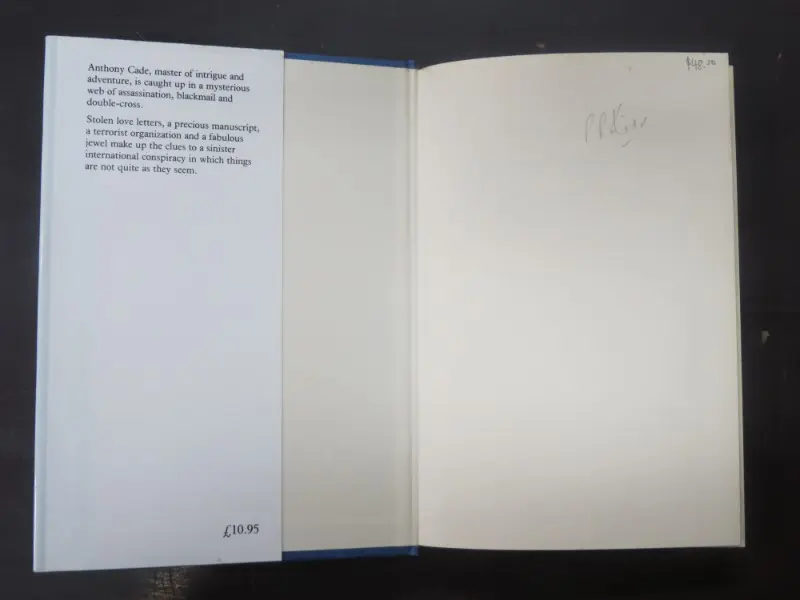 Anthony Cade, master of intrigue and
adventure, is caught up in a mysterious
web of assassination, blackmail and
double-cross.
Stolen love letters, a precious manuscript,
a terrorist organization and a fabulous
jewel make up the clues to a sinister
international conspiracy in which things
are not quite as they seem.
£10.95
$40.00